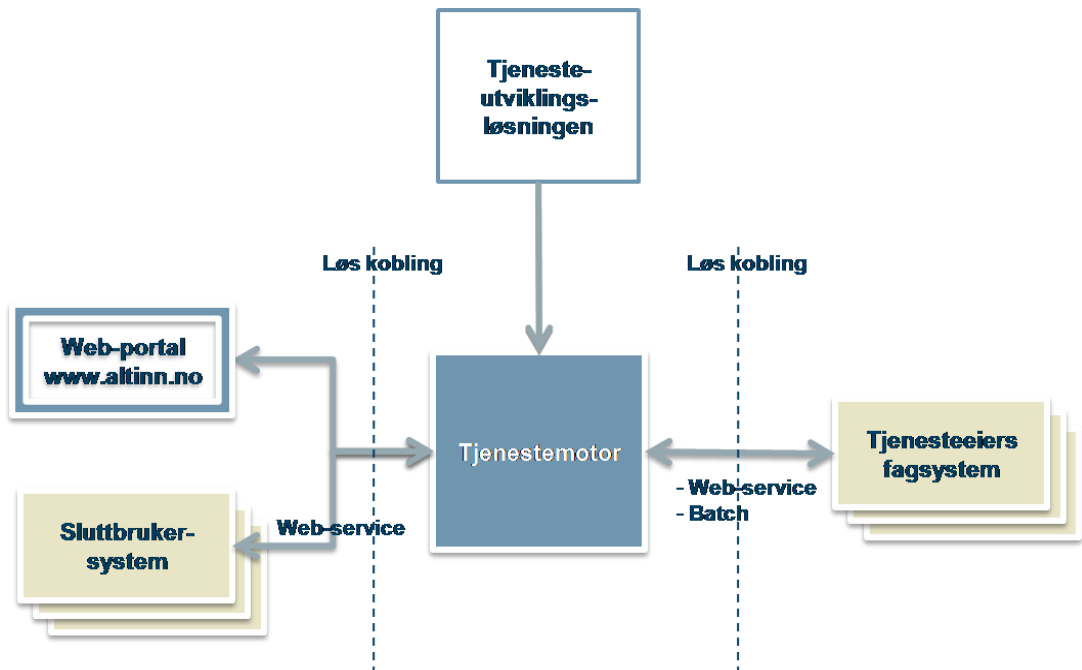 Tjeneste-
utviklings-
løsningen
Løs kobling
Løs kobling
Web-portal
www.altinn.no
Tjenestemotor
Tjenesteeiers
fagsystem
- Web-service
- Batch
Web-service
Sluttbruker-
system